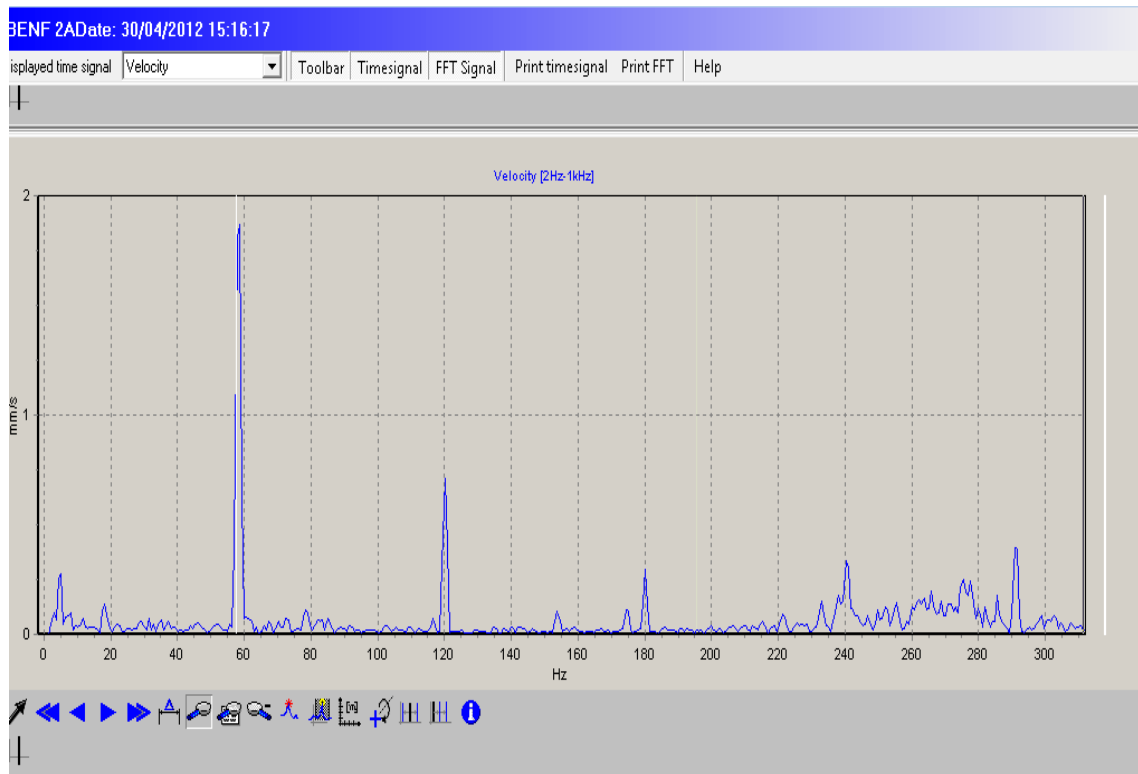 BENF 2ADate: 30/04/2012 15:16:17
isplayed time signal Velocity Toolbar Timesignal FFT Signal Print timesignal Print FFT Help
Velocity [2Hz-1kHz]
2
1
mm/s
0
0 20 40 60 80 100 120 140 160 180 200 220 240 260 280 300
Hz
[m]